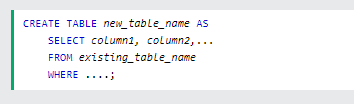 CREATE TABLE new_table_name AS
SELECT column1, column2,...
FROM existing_table_name
WHERE ....;